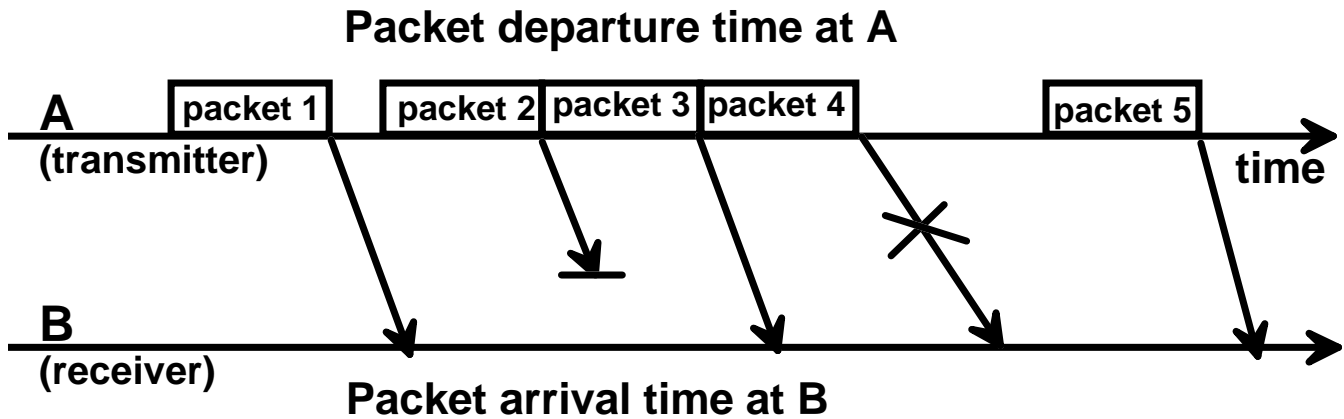 Packet departure time at A
A
packet 1
packet 2
packet 3
packet 4
packet 5
(transmitter)
time
B
(receiver)
Packet arrival time at B